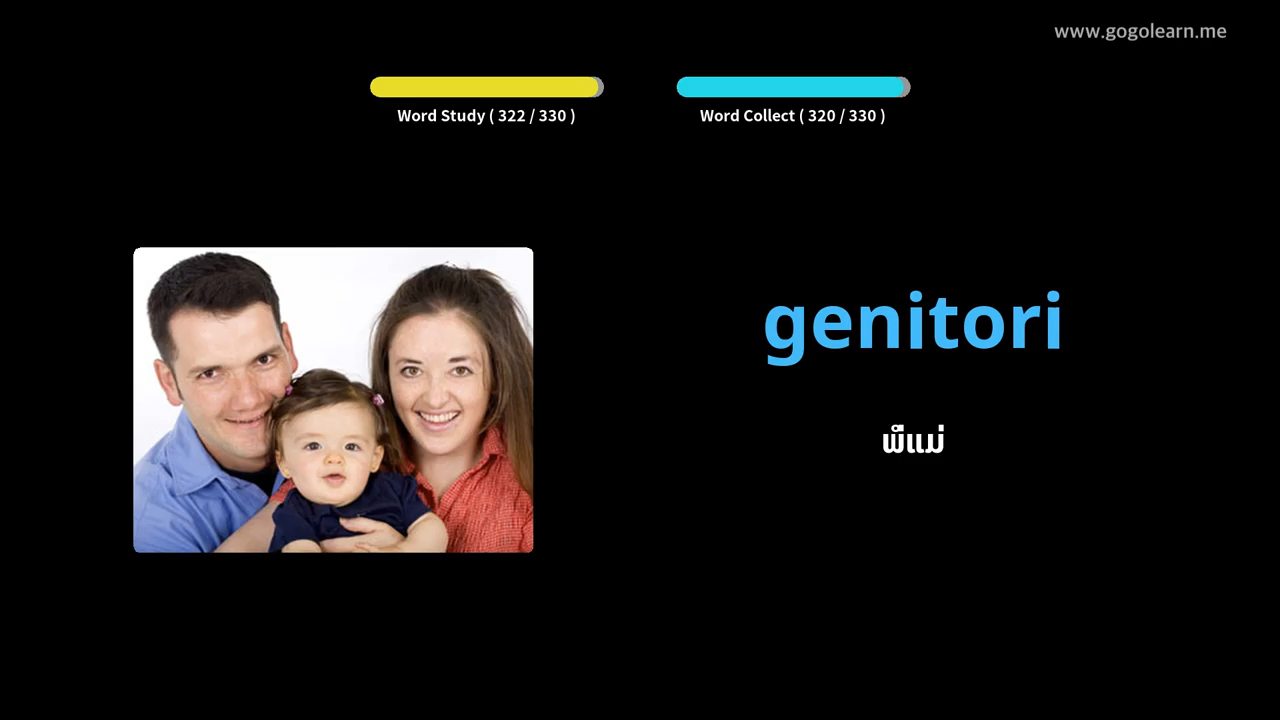 www.gogolearn.me
Word Study ( 322 / 330 )
Word Collect ( 320 / 330 )
genitori
ພໍ່ແມ່